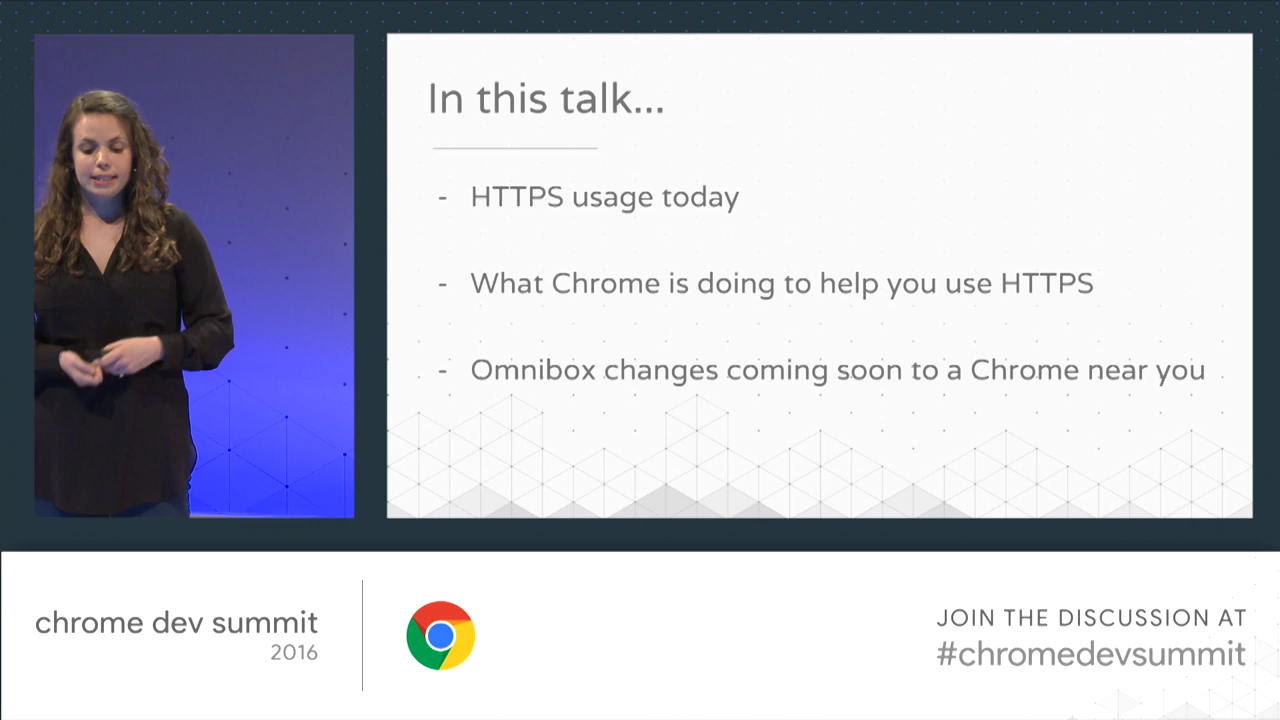 In this talk...
- HTTPS usage today
- What Chrome is doing to help you use HTTPS
- Omnibox changes coming soon to a Chrome near you
chrome dev summit
2016
JOIN THE DISCUSSION AT
#chromedevsummit